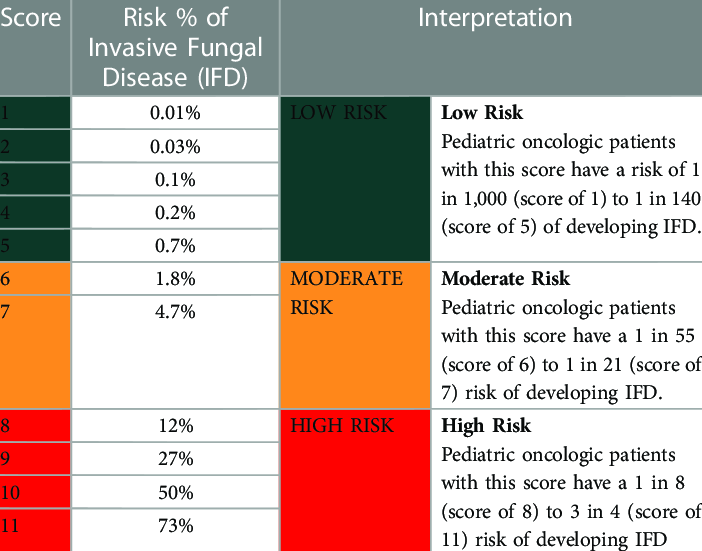 Score
Risk % of
Invasive Fungal
Disease (IFD)
Interpretation
1
0.01%
LOW RISK
Low Risk
Pediatric oncologic patients
with this score have a risk of 1
in 1,000 (score of 1) to 1 in 140
(score of 5) of developing IFD.
2
0.03%
3
0.1%
4
0.2%
5
0.7%
6
1.8%
MODERATE
RISK
Moderate Risk
Pediatric oncologic patients
with this score have a 1 in 55
(score of 6) to 1 in 21 (score of
7) risk of developing IFD.
7
4.7%
8
12%
HIGH RISK
High Risk
Pediatric oncologic patients
with this score have a 1 in 8
(score of 8) to 3 in 4 (score of
11) risk of developing IFD
9
27%
10
50%
11
73%